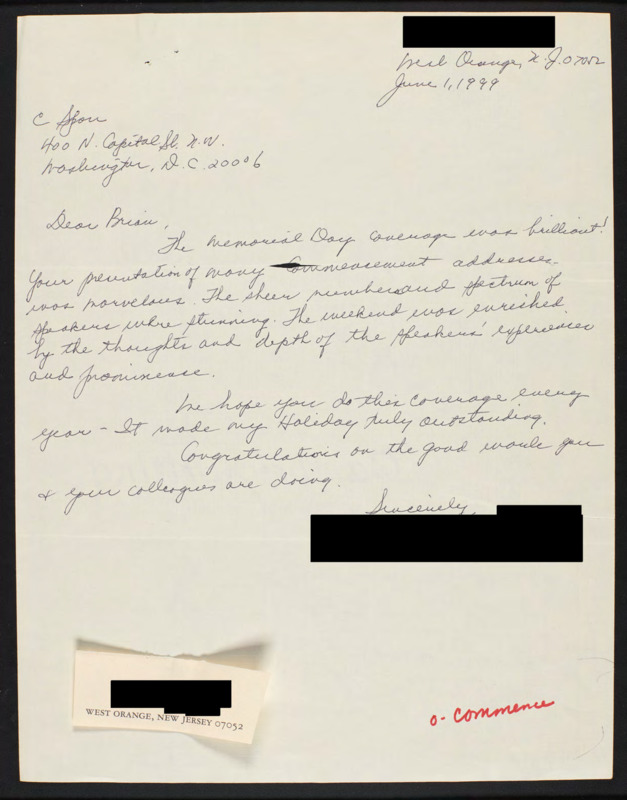 West Orange, N.J. 07052
June 1, 1999
C Span
400 N. Capital St. N.W.
Washington, D.C. 20006
Dear Brian,
The Memorial Day coverage was brilliant!
Your presentation of many commencement addresses
was marvelous. The sheer numbers and spectrum of
speakers were stunning. The weekend was enriched
by the thoughts and depth of the speakers' experiences
and prominence.
We hope you do this coverage every
year - It made my Holiday truly outstanding.
Congratulations on the good work you
& your colleagues are doing.
Sincerely,
WEST ORANGE, NEW JERSEY 07052
o - commence